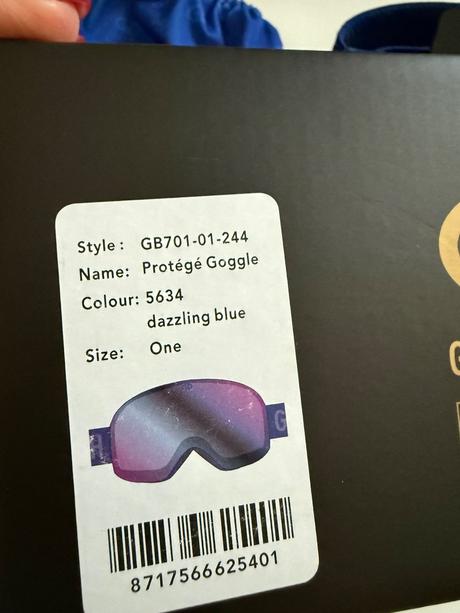 Style : GB701-01-244
Name: Protégé Goggle
Colour: 5634
dazzling blue
Size: One
H G
8717566625401
G